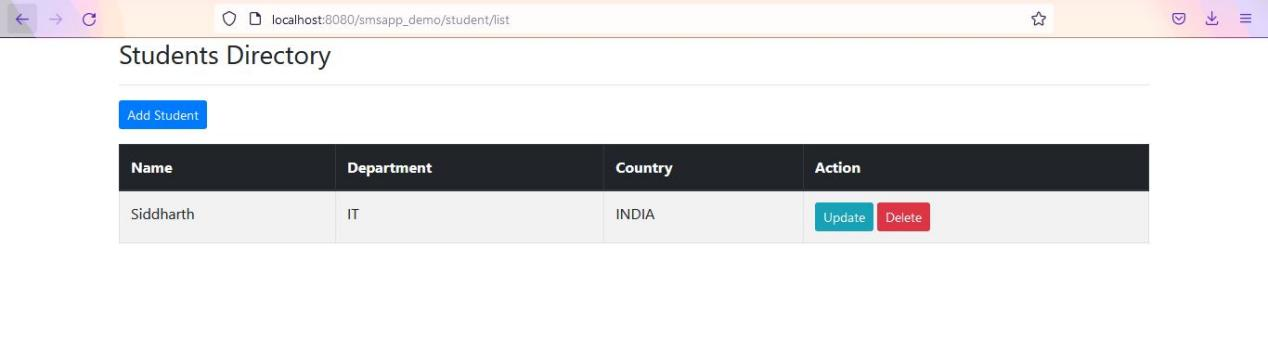 localhost:8080/smsapp_demo/student/list
Students Directory
Add Student
Name Department Country Action
Siddharth IT INDIA Update Delete